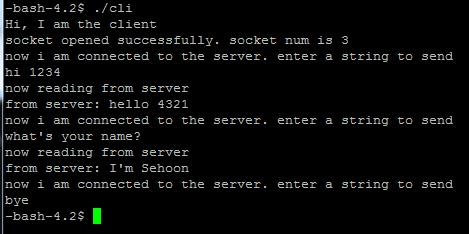 -bash-4.2$ ./cli
Hi, I am the client
socket opened successfully. socket num is 3
now i am connected to the server. enter a string to send
hi 1234
now reading from server
from server: hello 4321
now i am connected to the server. enter a string to send
what's your name?
now reading from server
from server: I'm Sehoon
now i am connected to the server. enter a string to send
bye
-bash-4.2$